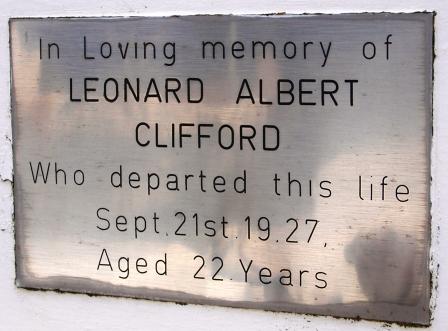 In Loving memory of
LEONARD ALBERT
CLIFFORD
Who departed this life
Sept.21st.19.27,
Aged 22.Years